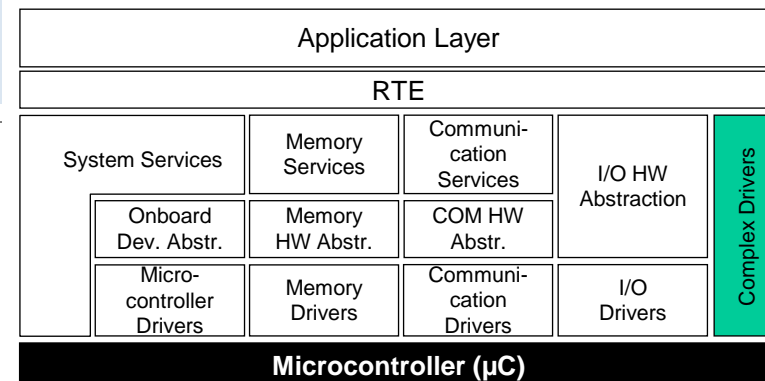 Application Layer
RTE
System Services
Memory
Services
Communi-
cation
Services
I/O HW
Abstraction
Complex Drivers
Onboard
Dev. Abstr.
Memory
HW Abstr.
COM HW
Abstr.
Micro-
controller
Drivers
Memory
Drivers
Communi-
cation
Drivers
I/O
Drivers
Microcontroller (µC)